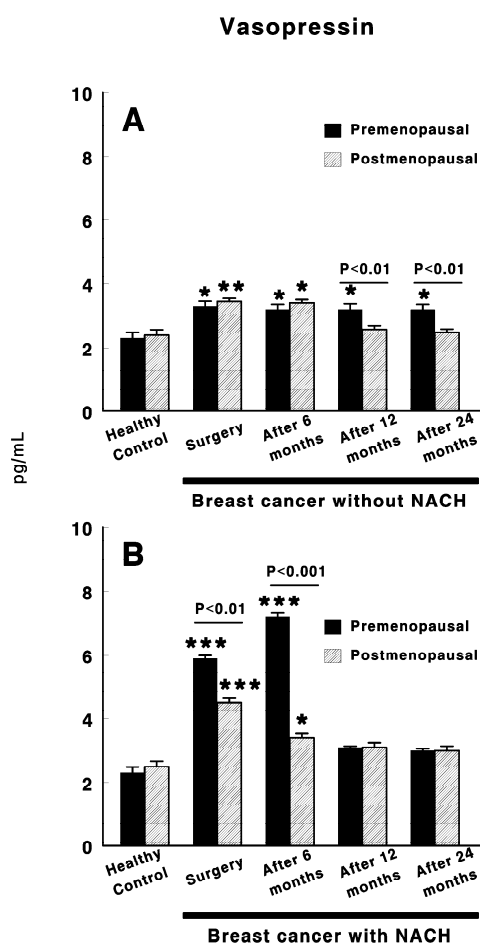 Vasopressin
pg/mL
10
8
6
4
2
0
A
Premenopausal
Postmenopausal
* ** * * * *
P<0.01 P<0.01
Healthy Control
Surgery
After 6 months
After 12 months
After 24 months
Breast cancer without NACH
10
8
6
4
2
0
B
Premenopausal
Postmenopausal
P<0.01
P<0.001
***
***
***
*
Healthy Control
Surgery
After 6 months
After 12 months
After 24 months
Breast cancer with NACH